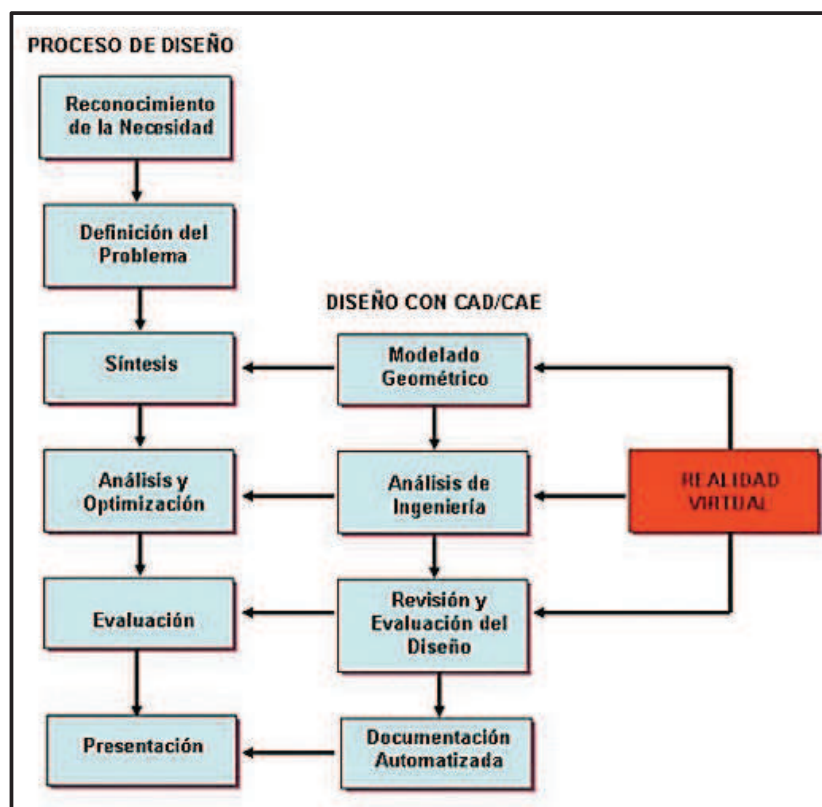 PROCESO DE DISEÑO
Reconocimiento
de la Necesidad
Definición del
Problema
DISEÑO CON CAD/CAE
Síntesis
Modelado
Geométrico
Análisis y
Optimización
Análisis de
Ingeniería
REALIDAD
VIRTUAL
Evaluación
Revisión y
Evaluación del
Diseño
Presentación
Documentación
Automatizada